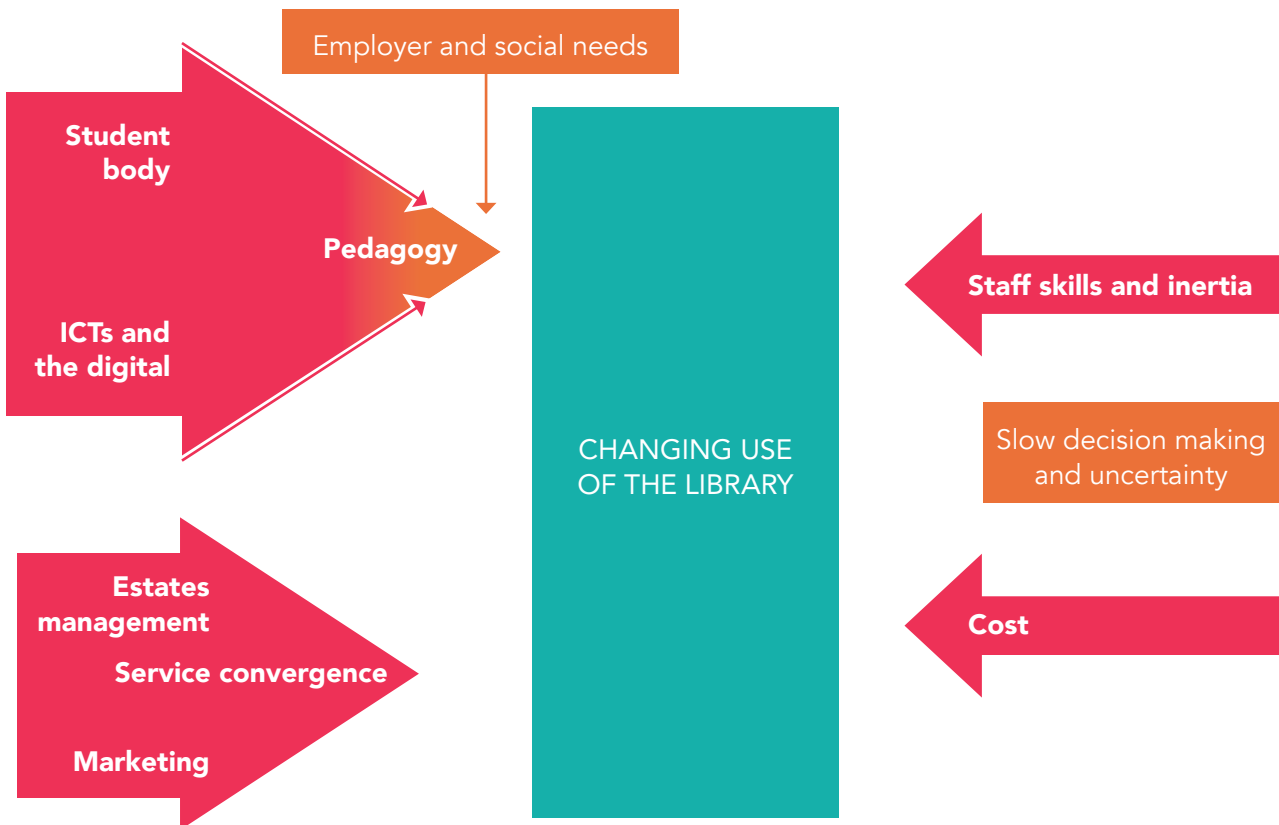 Employer and social needs
Student
body
Pedagogy
ICTs and
the digital
Estates
management
Service convergence
Marketing
CHANGING USE
OF THE LIBRARY
Staff skills and inertia
Slow decision making
and uncertainty
Cost